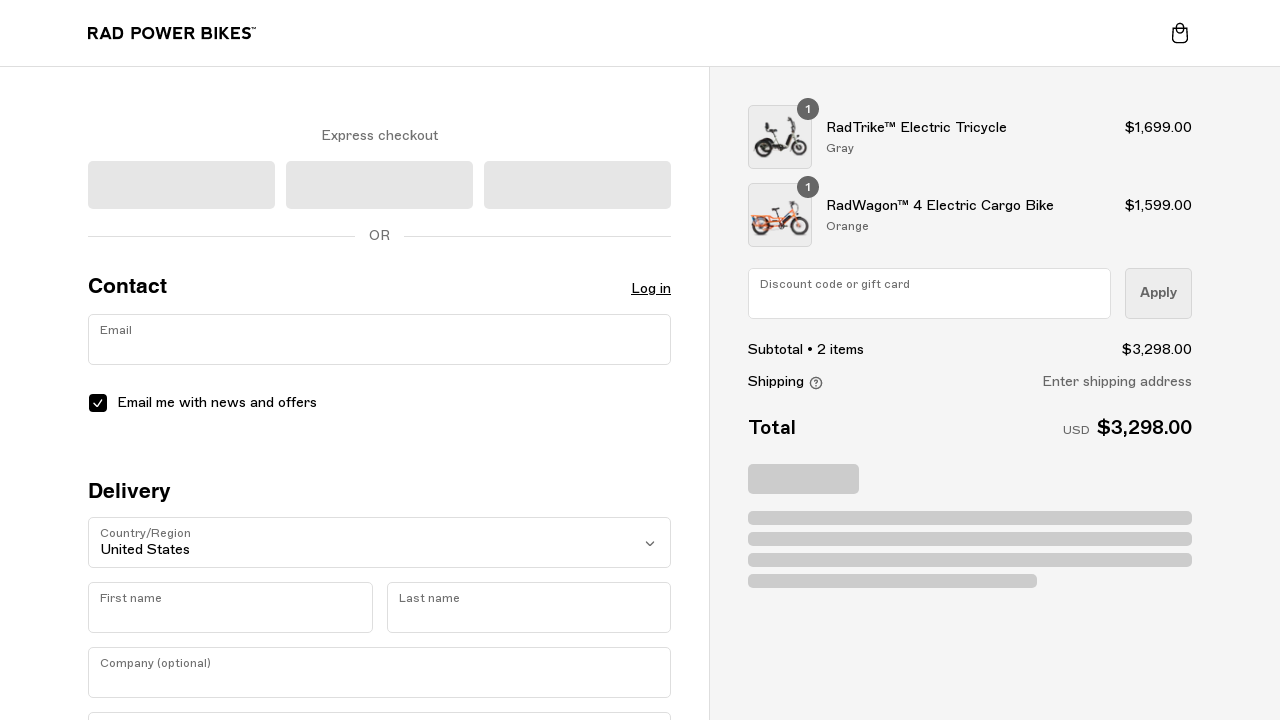 RAD POWER BIKES™
Express checkout
OR
Contact
Log in
Email
Email me with news and offers
Delivery
Country/Region
United States
First name
Last name
Company (optional)
1
RadTrike™ Electric Tricycle
$1,699.00
Gray
1
RadWagon™ 4 Electric Cargo Bike
$1,599.00
Orange
Discount code or gift card
Apply
Subtotal • 2 items
$3,298.00
Shipping
Enter shipping address
Total
USD $3,298.00